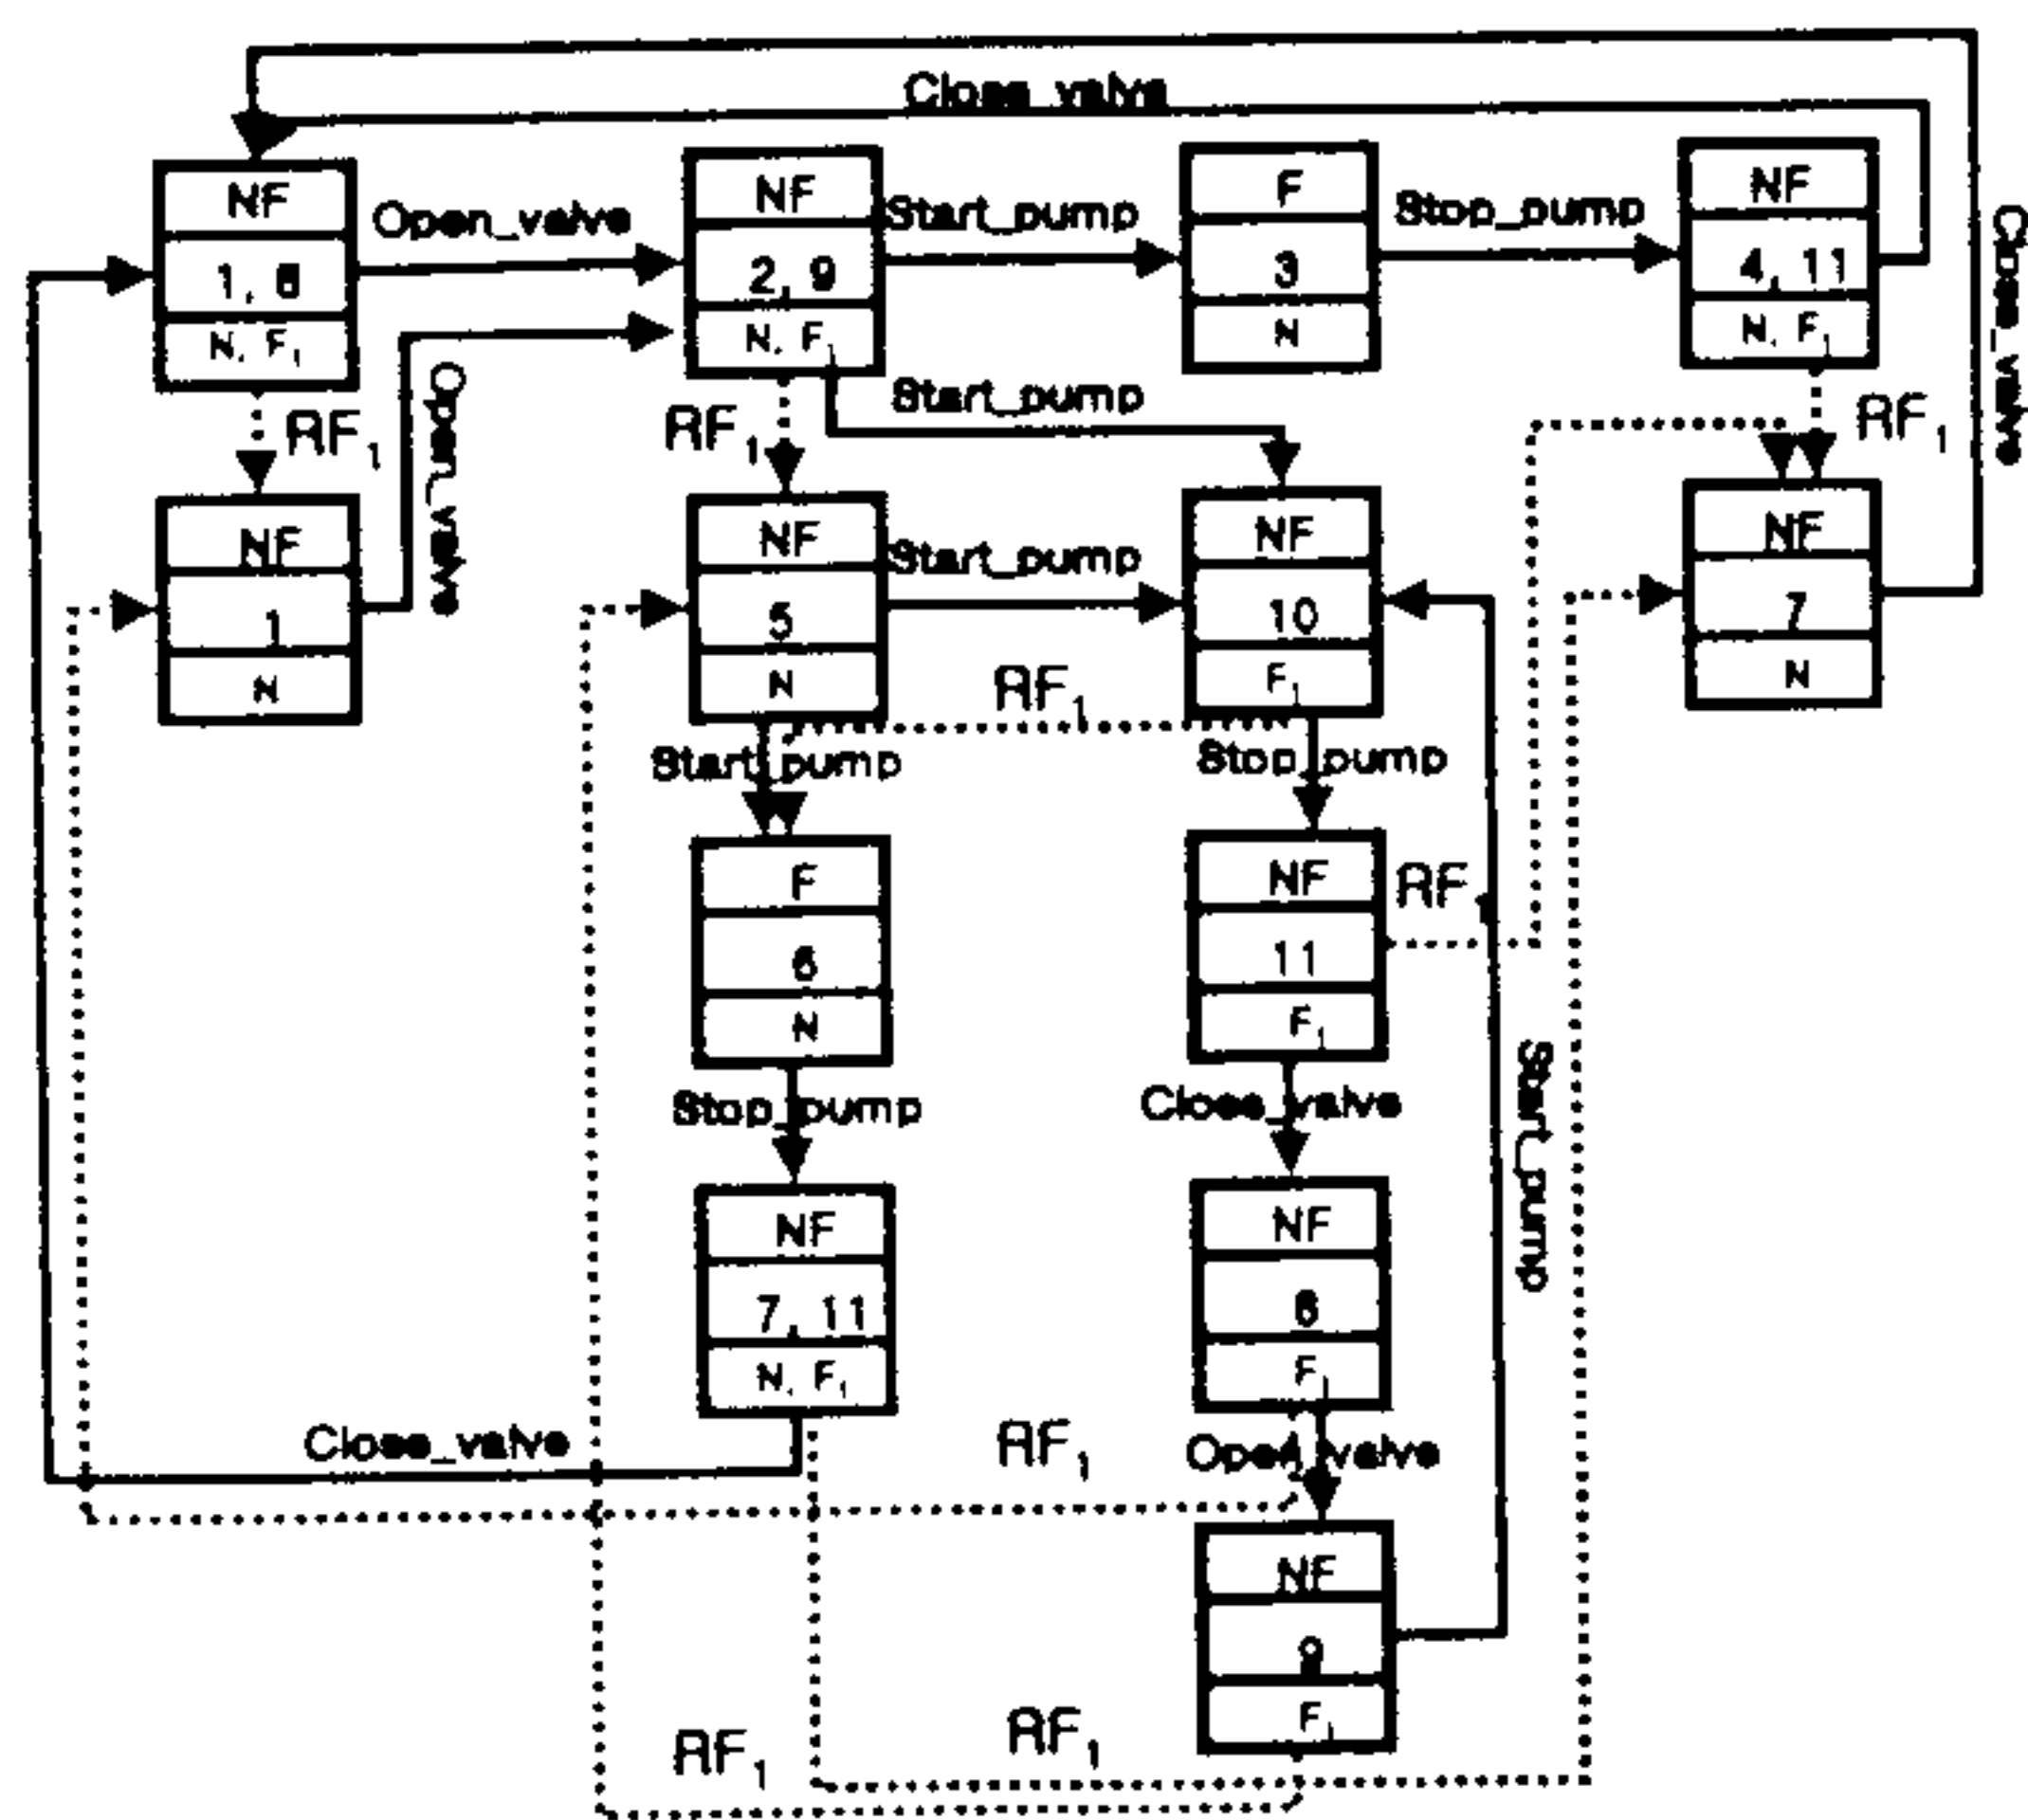 Close_valve
NF
1, 8
N, F1
Open_valve
NF
2, 9
N, F1
Start_pump
F
3
N
Stop_pump
NF
4, 11
N, F1
Close_valve
RF1
Open_valve
RF1
Start_pump
RF1
NF
1
N
NF
5
N
Start_pump
NF
10
F1
NF
7
N
RF1
Start_pump
Stop_pump
F
6
N
NF
11
F1
RF1
Stop_pump
Close_valve
Start_pump
NF
7, 11
N, F1
NF
8
F1
Close_valve
RF1
Open_valve
NF
9
F1
RF1
RF1